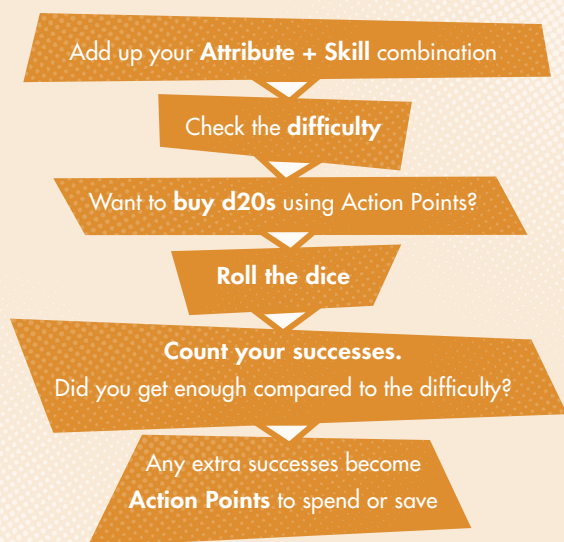 Add up your Attribute + Skill combination
Check the difficulty
Want to buy d20s using Action Points?
Roll the dice
Count your successes.
Did you get enough compared to the difficulty?
Any extra successes become
Action Points to spend or save